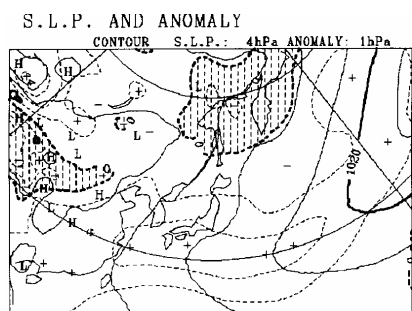 S.L.P. AND ANOMALY
CONTOUR S.L.P.: 4hPa ANOMALY: 1hPa
H H
L
L L
L
H
H H
1020
L H
H
L